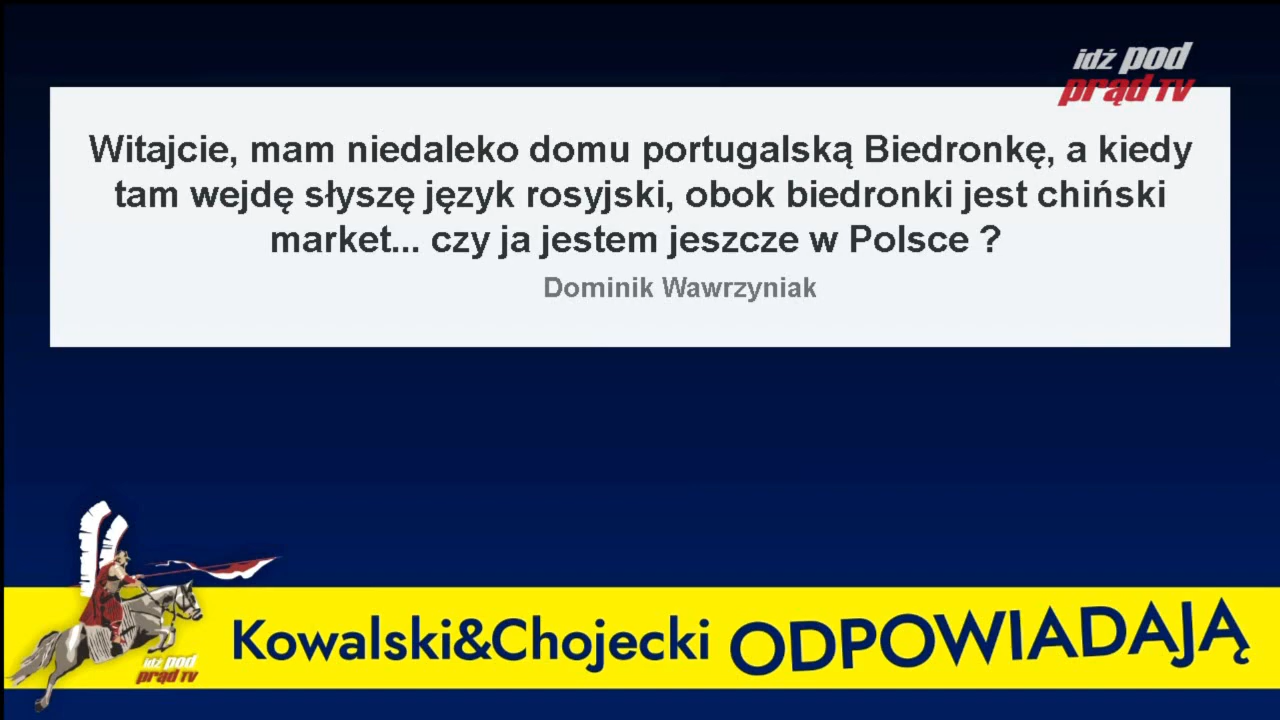 idź pod
prąd TV
Witajcie, mam niedaleko domu portugalską Biedronkę, a kiedy
tam wejdę słyszę język rosyjski, obok biedronki jest chiński
market... czy ja jestem jeszcze w Polsce ?
Dominik Wawrzyniak
idź pod
prąd TV
Kowalski&Chojecki ODPOWIADAJĄ